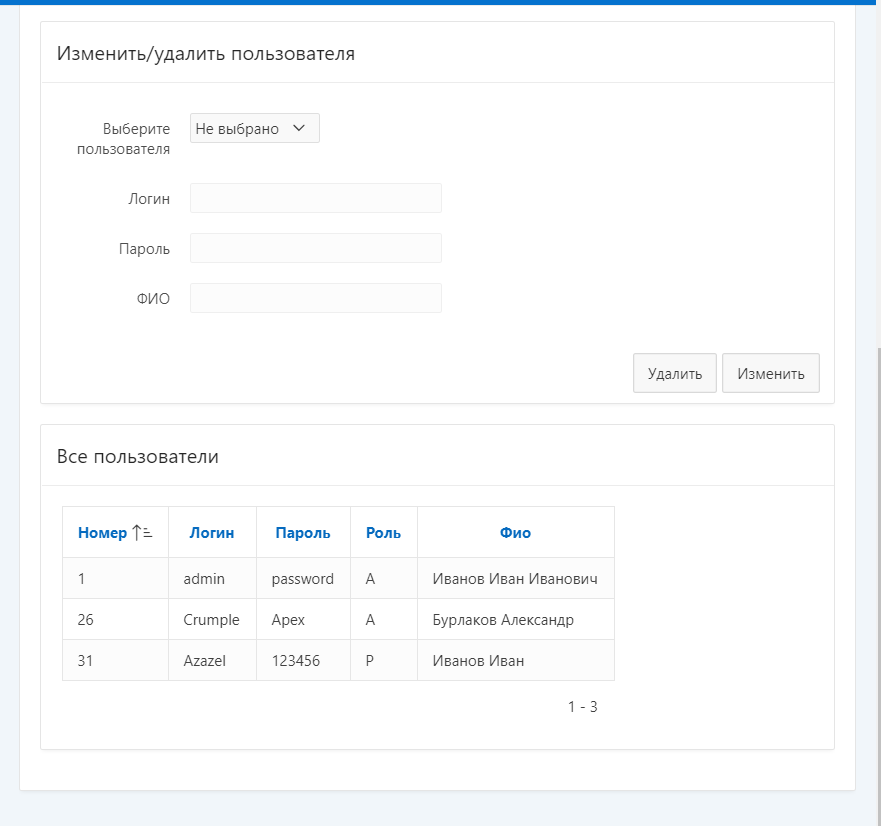 Изменить/удалить пользователя
Выберите
пользователя
Не выбрано
Логин
Пароль
ФИО
Удалить Изменить
Все пользователи
Номер Логин Пароль Роль Фио
1 admin password A Иванов Иван Иванович
26 Crumple Apex A Бурлаков Александр
31 Azazel 123456 P Иванов Иван
1 - 3